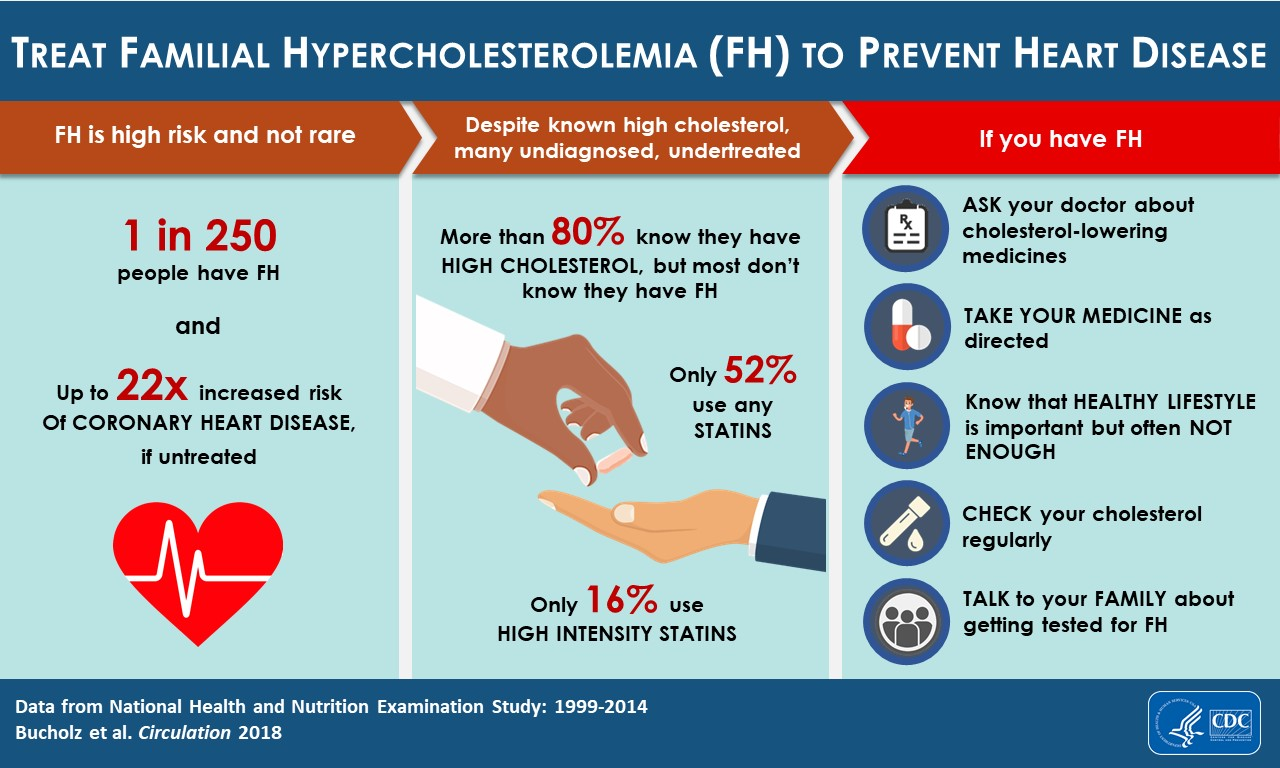 TREAT FAMILIAL HYPERCHOLESTEROLEMIA (FH) TO PREVENT HEART DISEASE
FH is high risk and not rare
1 in 250
people have FH
and
Up to 22x increased risk
Of CORONARY HEART DISEASE,
if untreated
Despite known high cholesterol,
many undiagnosed, undertreated
More than 80% know they have
HIGH CHOLESTEROL, but most don't
know they have FH
Only 52%
use any
STATINS
Only 16% use
HIGH INTENSITY STATINS
If you have FH
Rx
ASK your doctor about
cholesterol-lowering
medicines
TAKE YOUR MEDICINE as
directed
Know that HEALTHY LIFESTYLE
is important but often NOT
ENOUGH
CHECK your cholesterol
regularly
TALK to your FAMILY about
getting tested for FH
Data from National Health and Nutrition Examination Study: 1999-2014
Bucholz et al. Circulation 2018
CDC